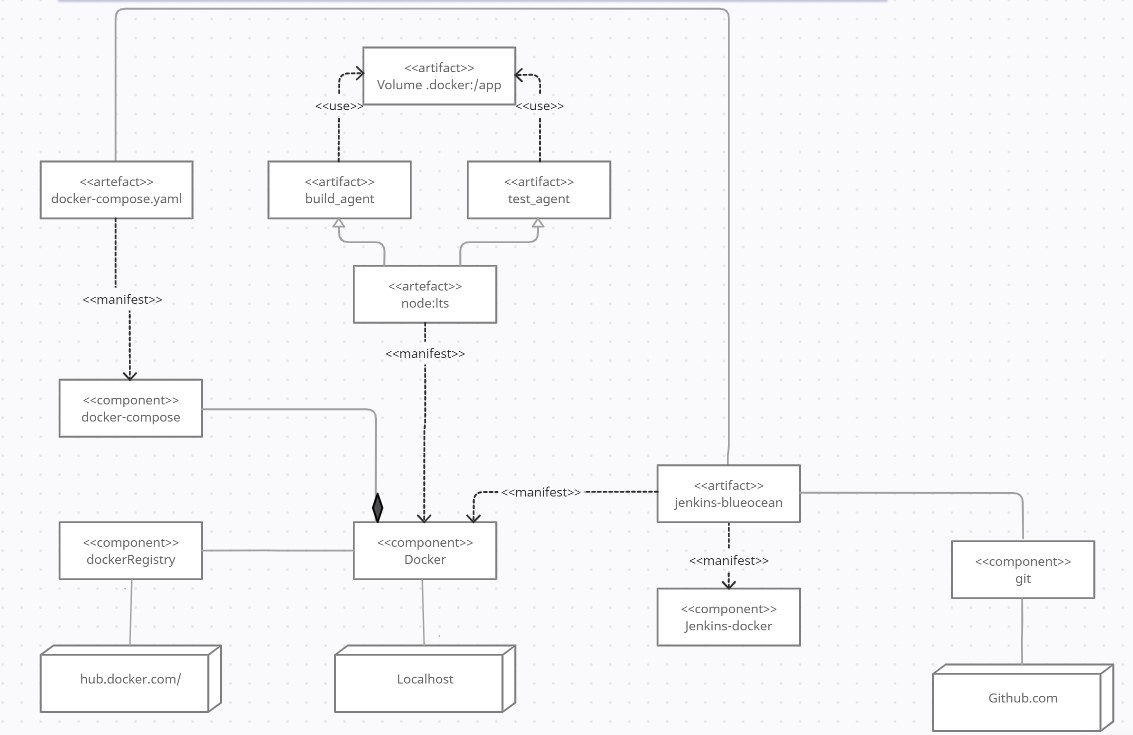 <<artifact>>
Volume .docker:/app
<<use>>
<<use>>
<<artefact>>
docker-compose.yaml
<<artifact>>
build_agent
<<artifact>>
test_agent
<<artefact>>
node:lts
<<manifest>>
<<manifest>>
<<component>>
docker-compose
<<manifest>>
<<artifact>>
jenkins-blueocean
<<component>>
dockerRegistry
<<component>>
Docker
<<manifest>>
<<component>>
git
<<component>>
Jenkins-docker
hub.docker.com/
Localhost
Github.com